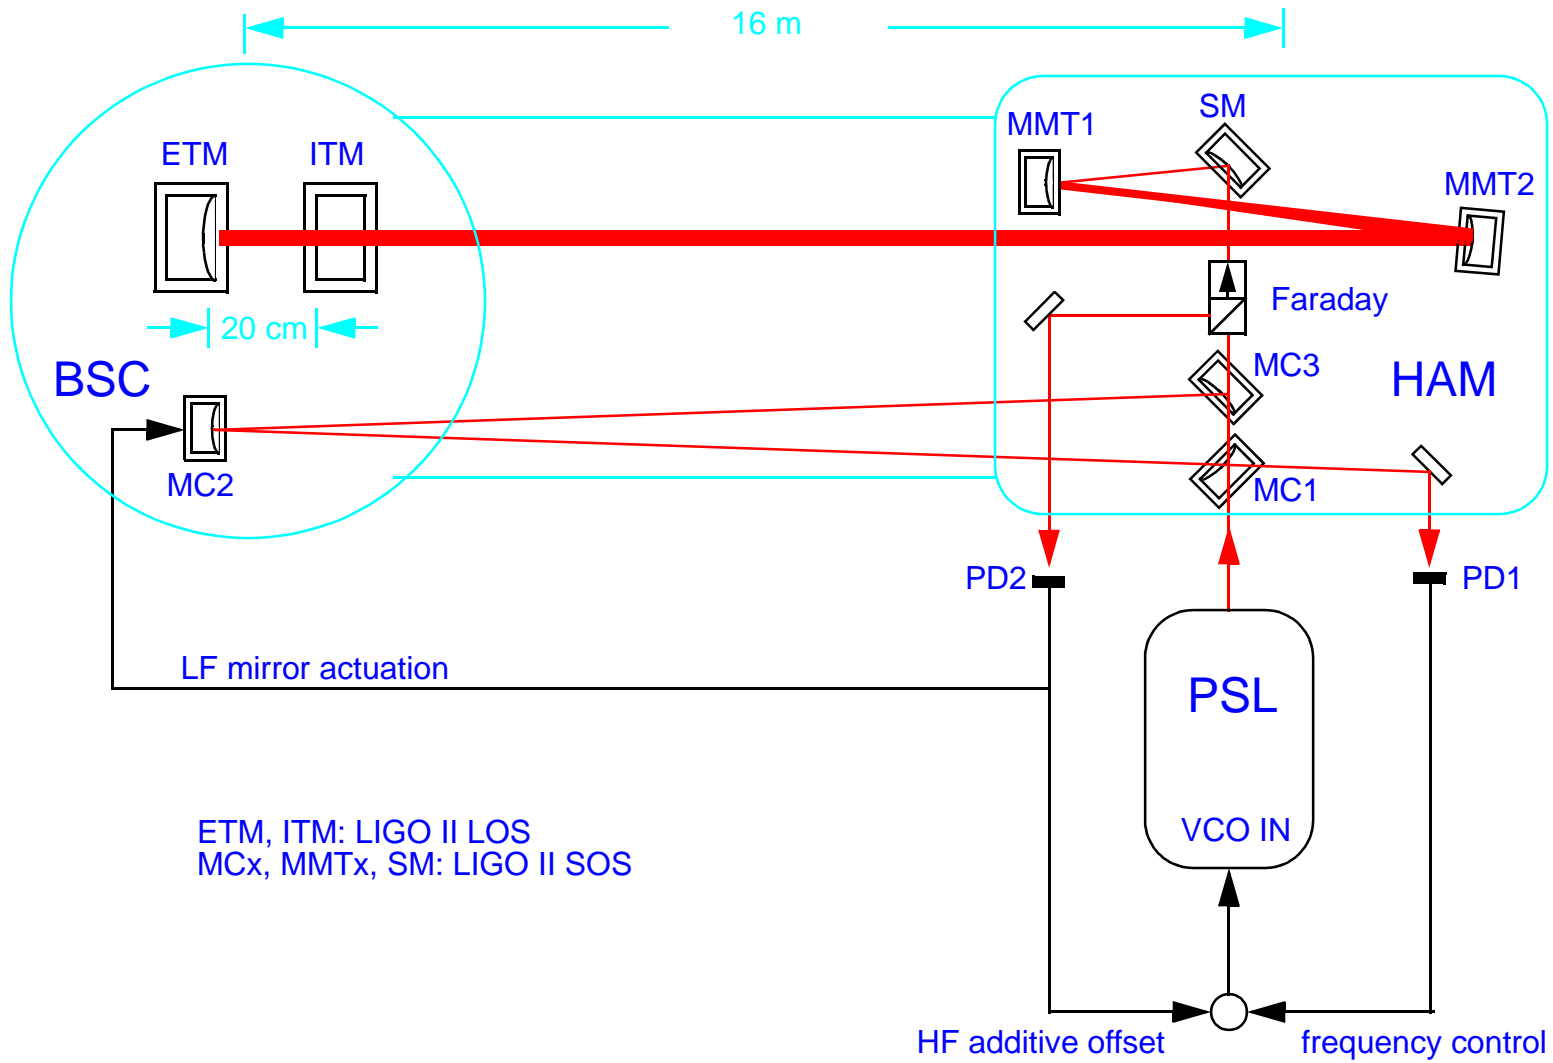 16 m
SM
MMT1
ETM
ITM
MMT2
Faraday
20 cm
BSC
MC3
HAM
MC2
MC1
PD2
PD1
LF mirror actuation
PSL
VCO IN
ETM, ITM: LIGO II LOS
MCx, MMTx, SM: LIGO II SOS
HF additive offset
frequency control